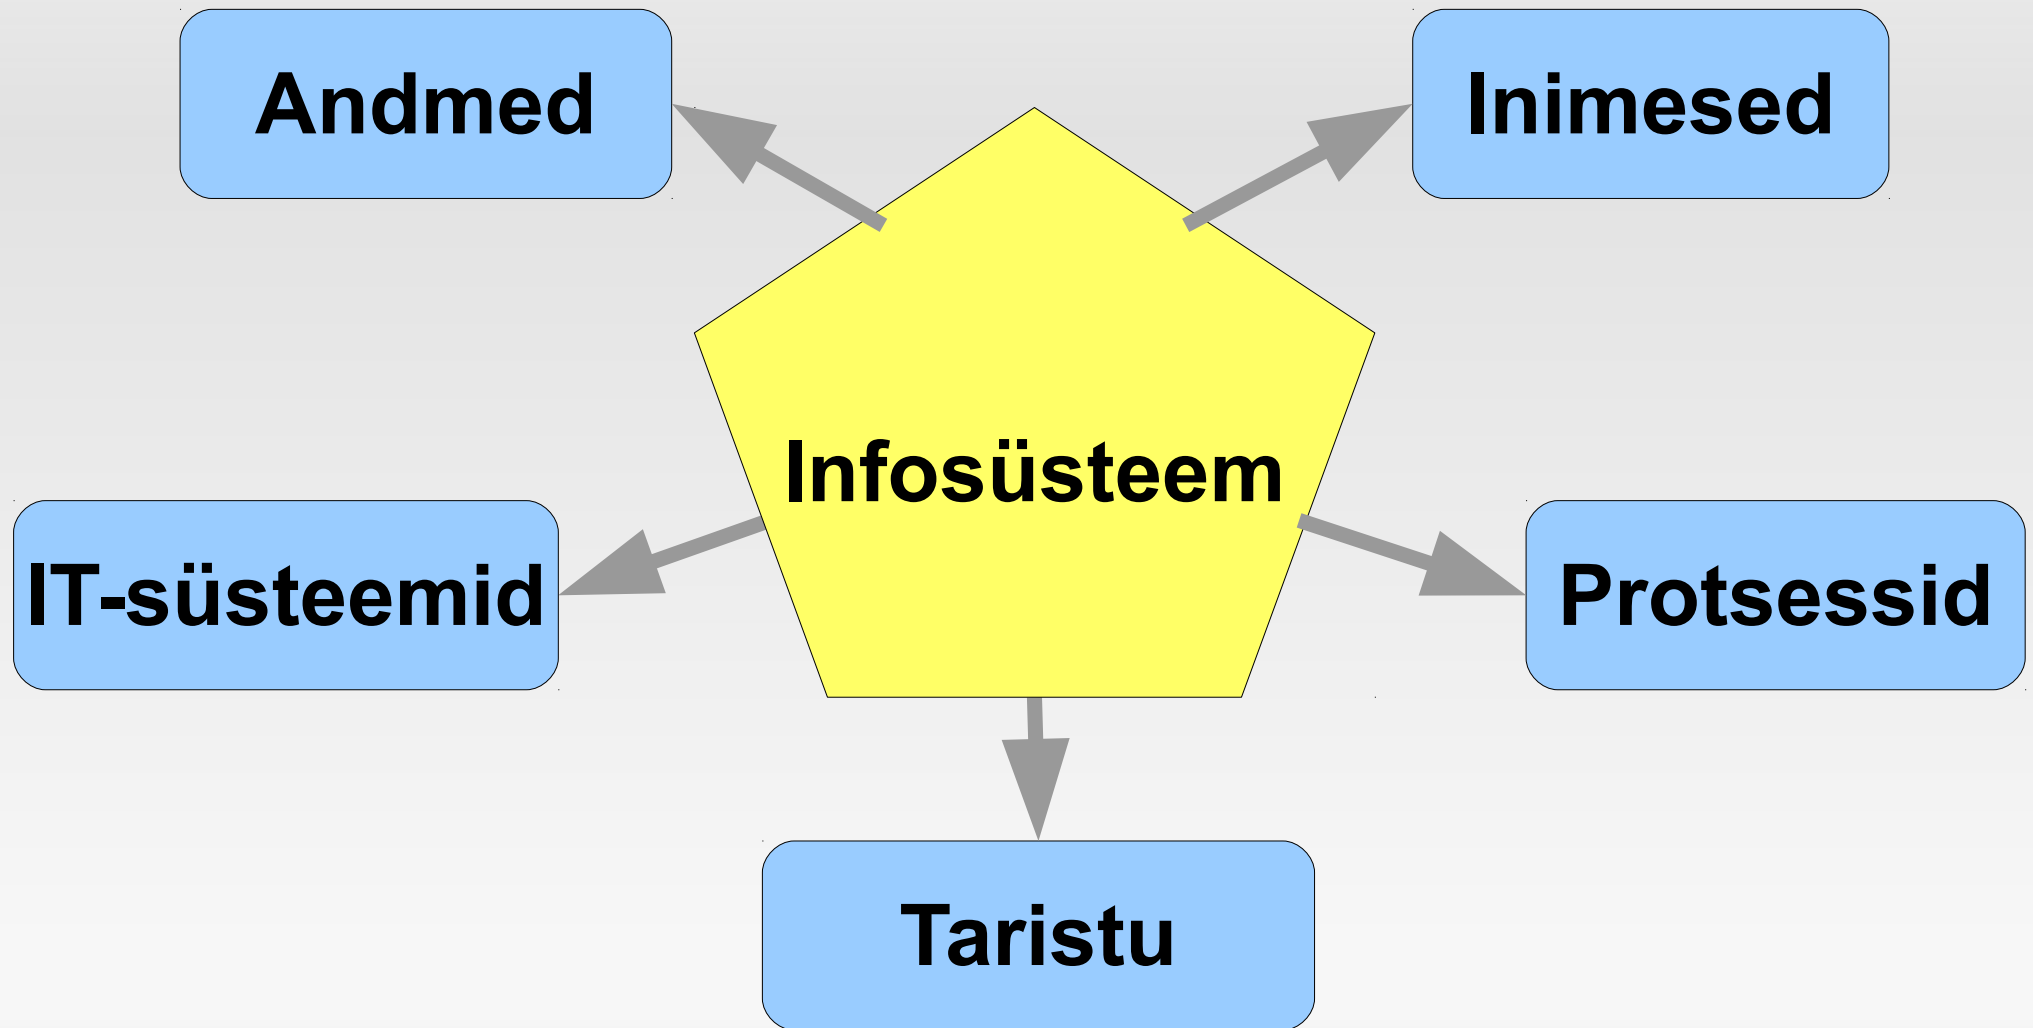 Andmed
Inimesed
Infosüsteem
IT-süsteemid
Protsessid
Taristu